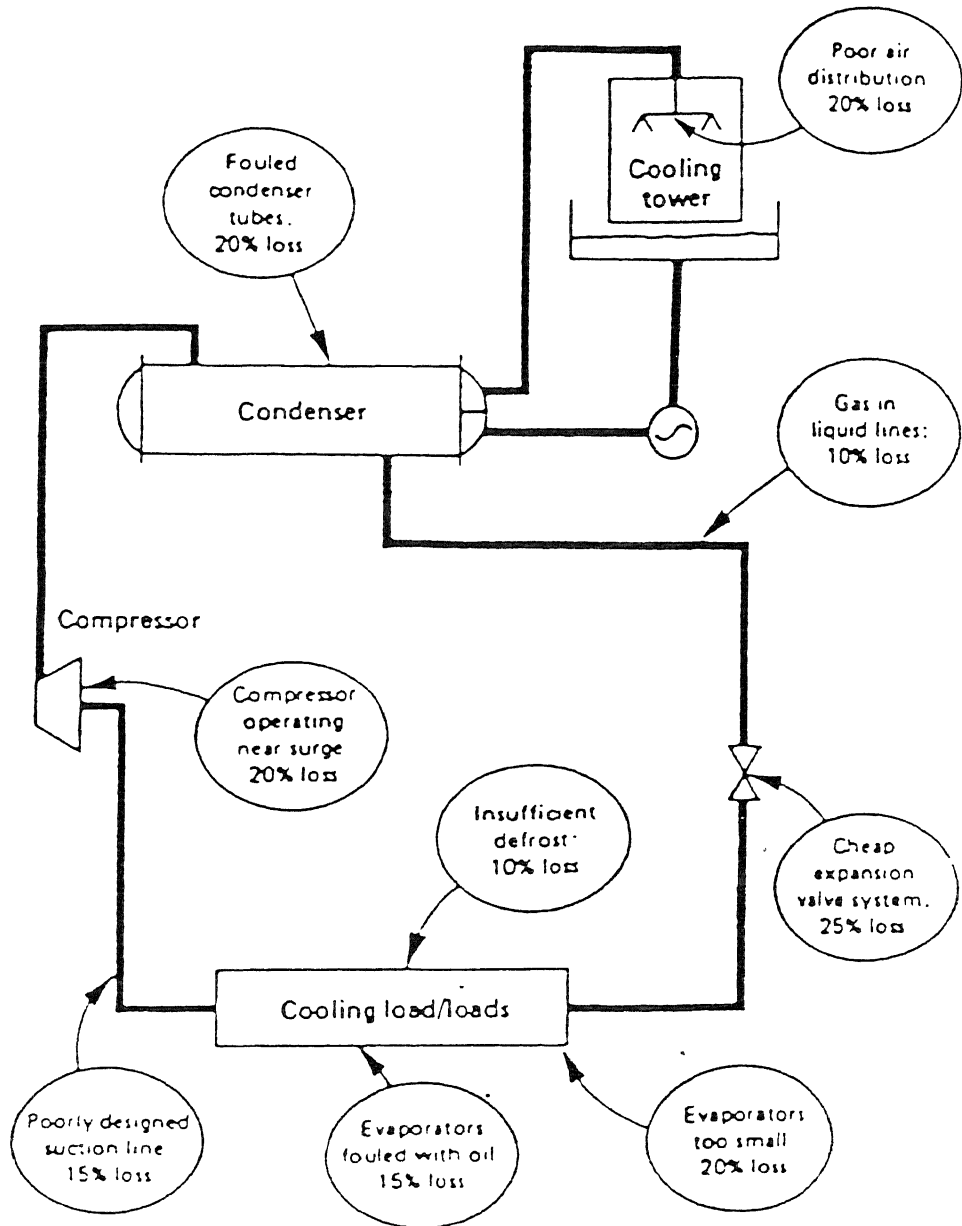 Poor air
distribution
20% loss
Cooling
tower
Fouled
condenser
tubes.
20% loss
Condenser
Gas in
liquid lines:
10% loss
Compressor
Compressor
operating
near surge
20% loss
Insufficient
defrost:
10% loss
Cheap
expansion
valve system.
25% loss
Cooling load/loads
Poorly designed
suction line
15% loss
Evaporators
fouled with oil
15% loss
Evaporators
too small
20% loss